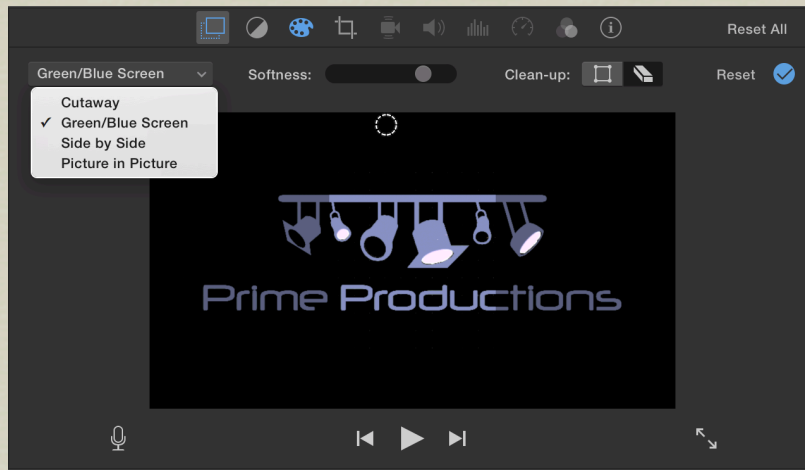 Reset All
Green/Blue Screen
Softness:
Clean-up:
Reset
Cutaway
✓ Green/Blue Screen
Side by Side
Picture in Picture
Prime Productions